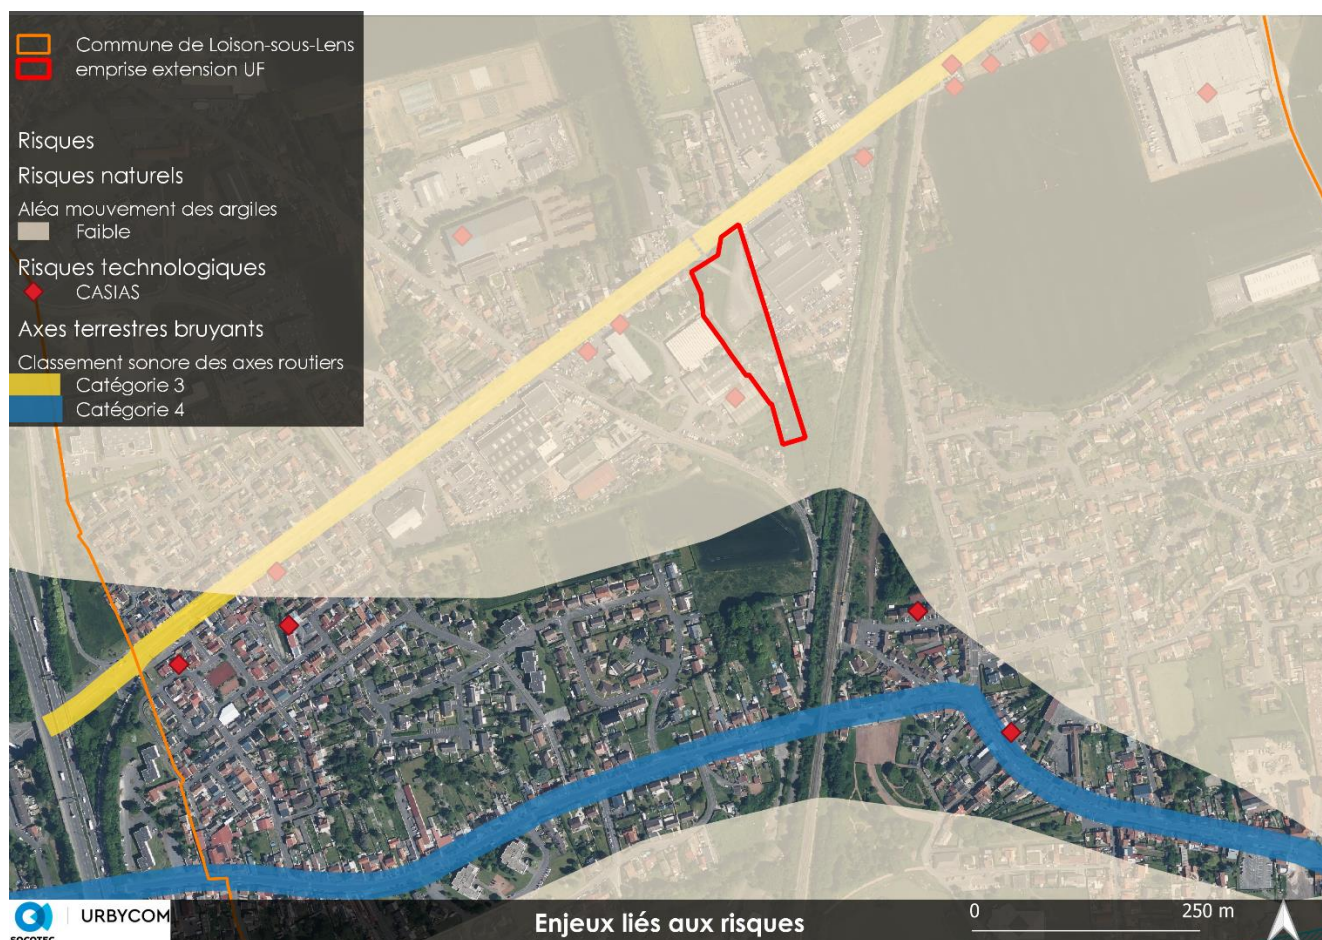 Commune de Loison-sous-Lens
emprise extension UF
Risques
Risques naturels
Aléa mouvement des argiles
Faible
Risques technologiques
CASIAS
Axes terrestres bruyants
Classement sonore des axes routiers
Catégorie 3
Catégorie 4
SOCOTEC
URBYCOM
Enjeux liés aux risques
0
250 m